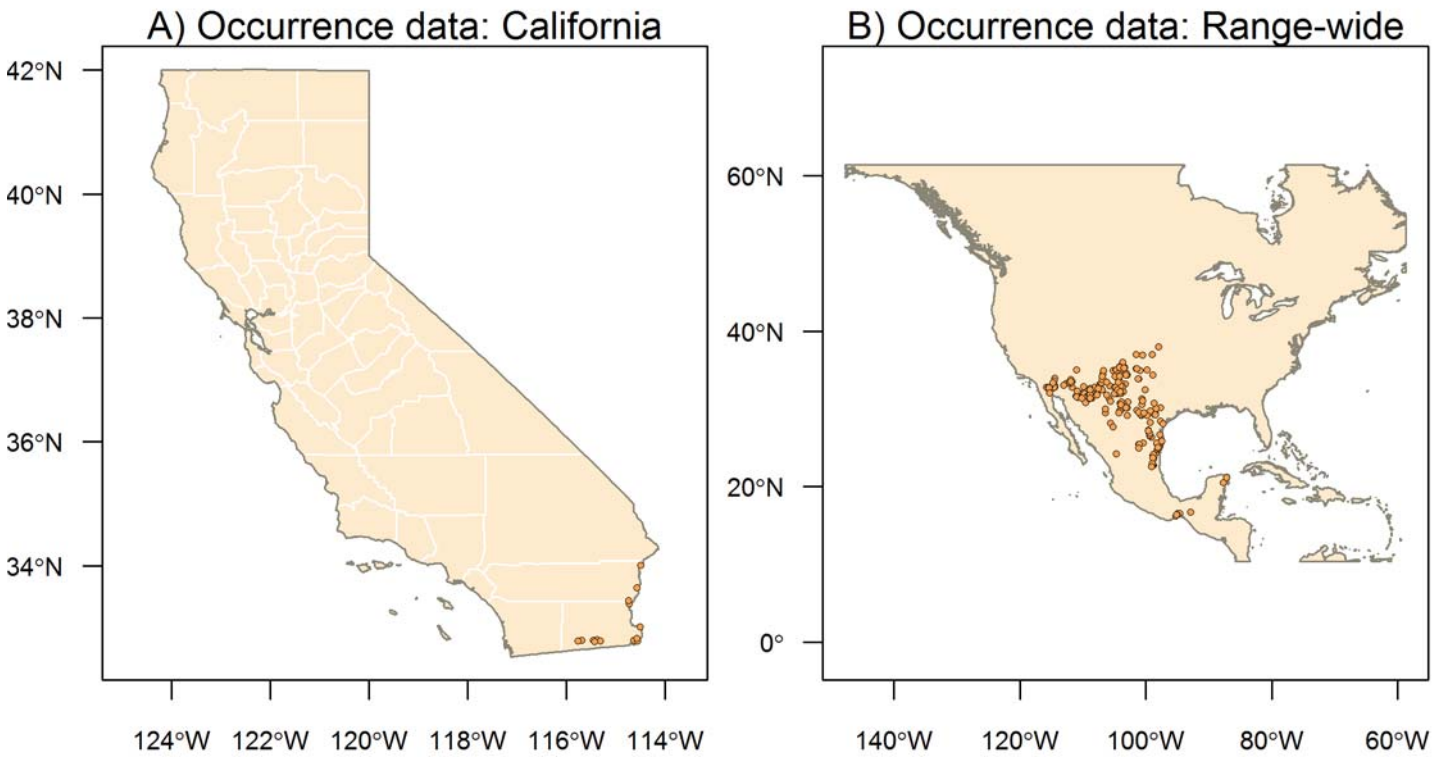 A) Occurrence data: California
42°N
40°N
38°N
36°N
34°N
124°W 122°W 120°W 118°W 116°W 114°W
B) Occurrence data: Range-wide
60°N
40°N
20°N
0°
140°W 120°W 100°W 80°W 60°W